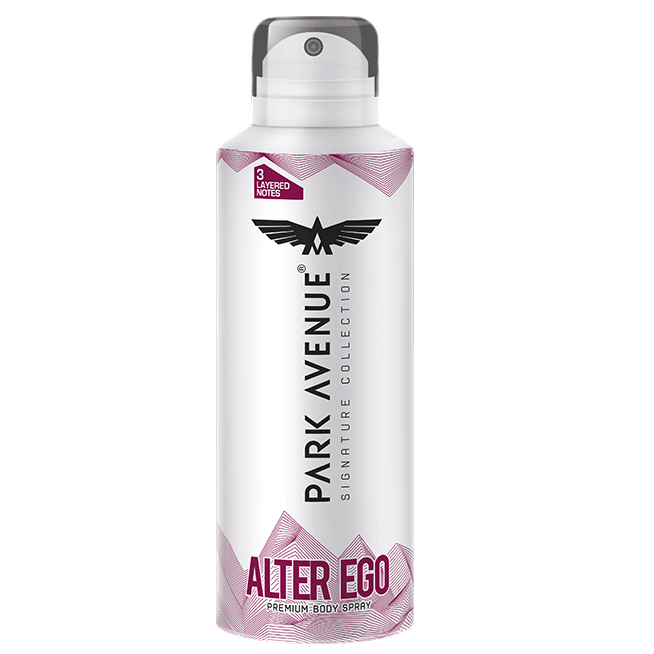 3
LAYERED
NOTES
PARK AVENUE®
SIGNATURE COLLECTION
ALTER EGO
PREMIUM BODY SPRAY